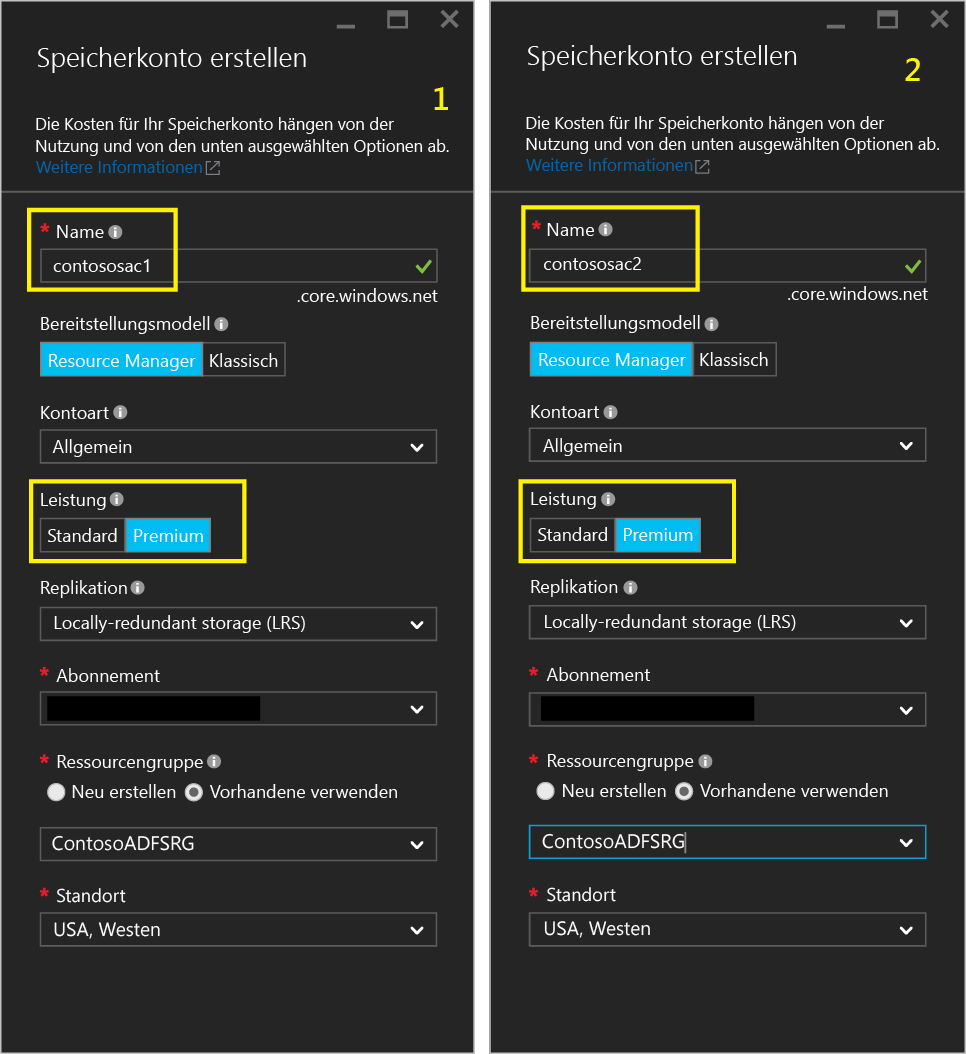 Speicherkonto erstellen
1
Die Kosten für Ihr Speicherkonto hängen von der
Nutzung und von den unten ausgewählten Optionen ab.
Weitere Informationen
* Name
contososac1
.core.windows.net
Bereitstellungsmodell
Resource Manager Klassisch
Kontoart
Allgemein
Leistung
Standard Premium
Replikation
Locally-redundant storage (LRS)
* Abonnement
* Ressourcengruppe
Neu erstellen Vorhandene verwenden
ContosoADFSRG
* Standort
USA, Westen
Speicherkonto erstellen
2
Die Kosten für Ihr Speicherkonto hängen von der
Nutzung und von den unten ausgewählten Optionen ab.
Weitere Informationen
* Name
contososac2
.core.windows.net
Bereitstellungsmodell
Resource Manager Klassisch
Kontoart
Allgemein
Leistung
Standard Premium
Replikation
Locally-redundant storage (LRS)
* Abonnement
* Ressourcengruppe
Neu erstellen Vorhandene verwenden
ContosoADFSRG
* Standort
USA, Westen